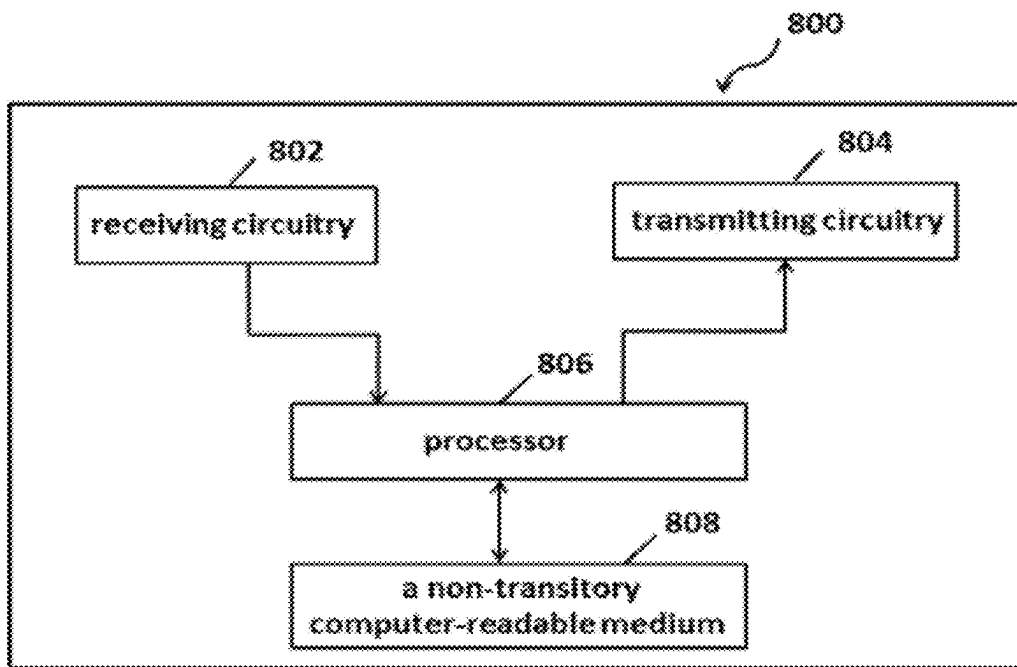 800
802
804
receiving circuitry
transmitting circuitry
806
processor
808
a non-transitory
computer-readable medium